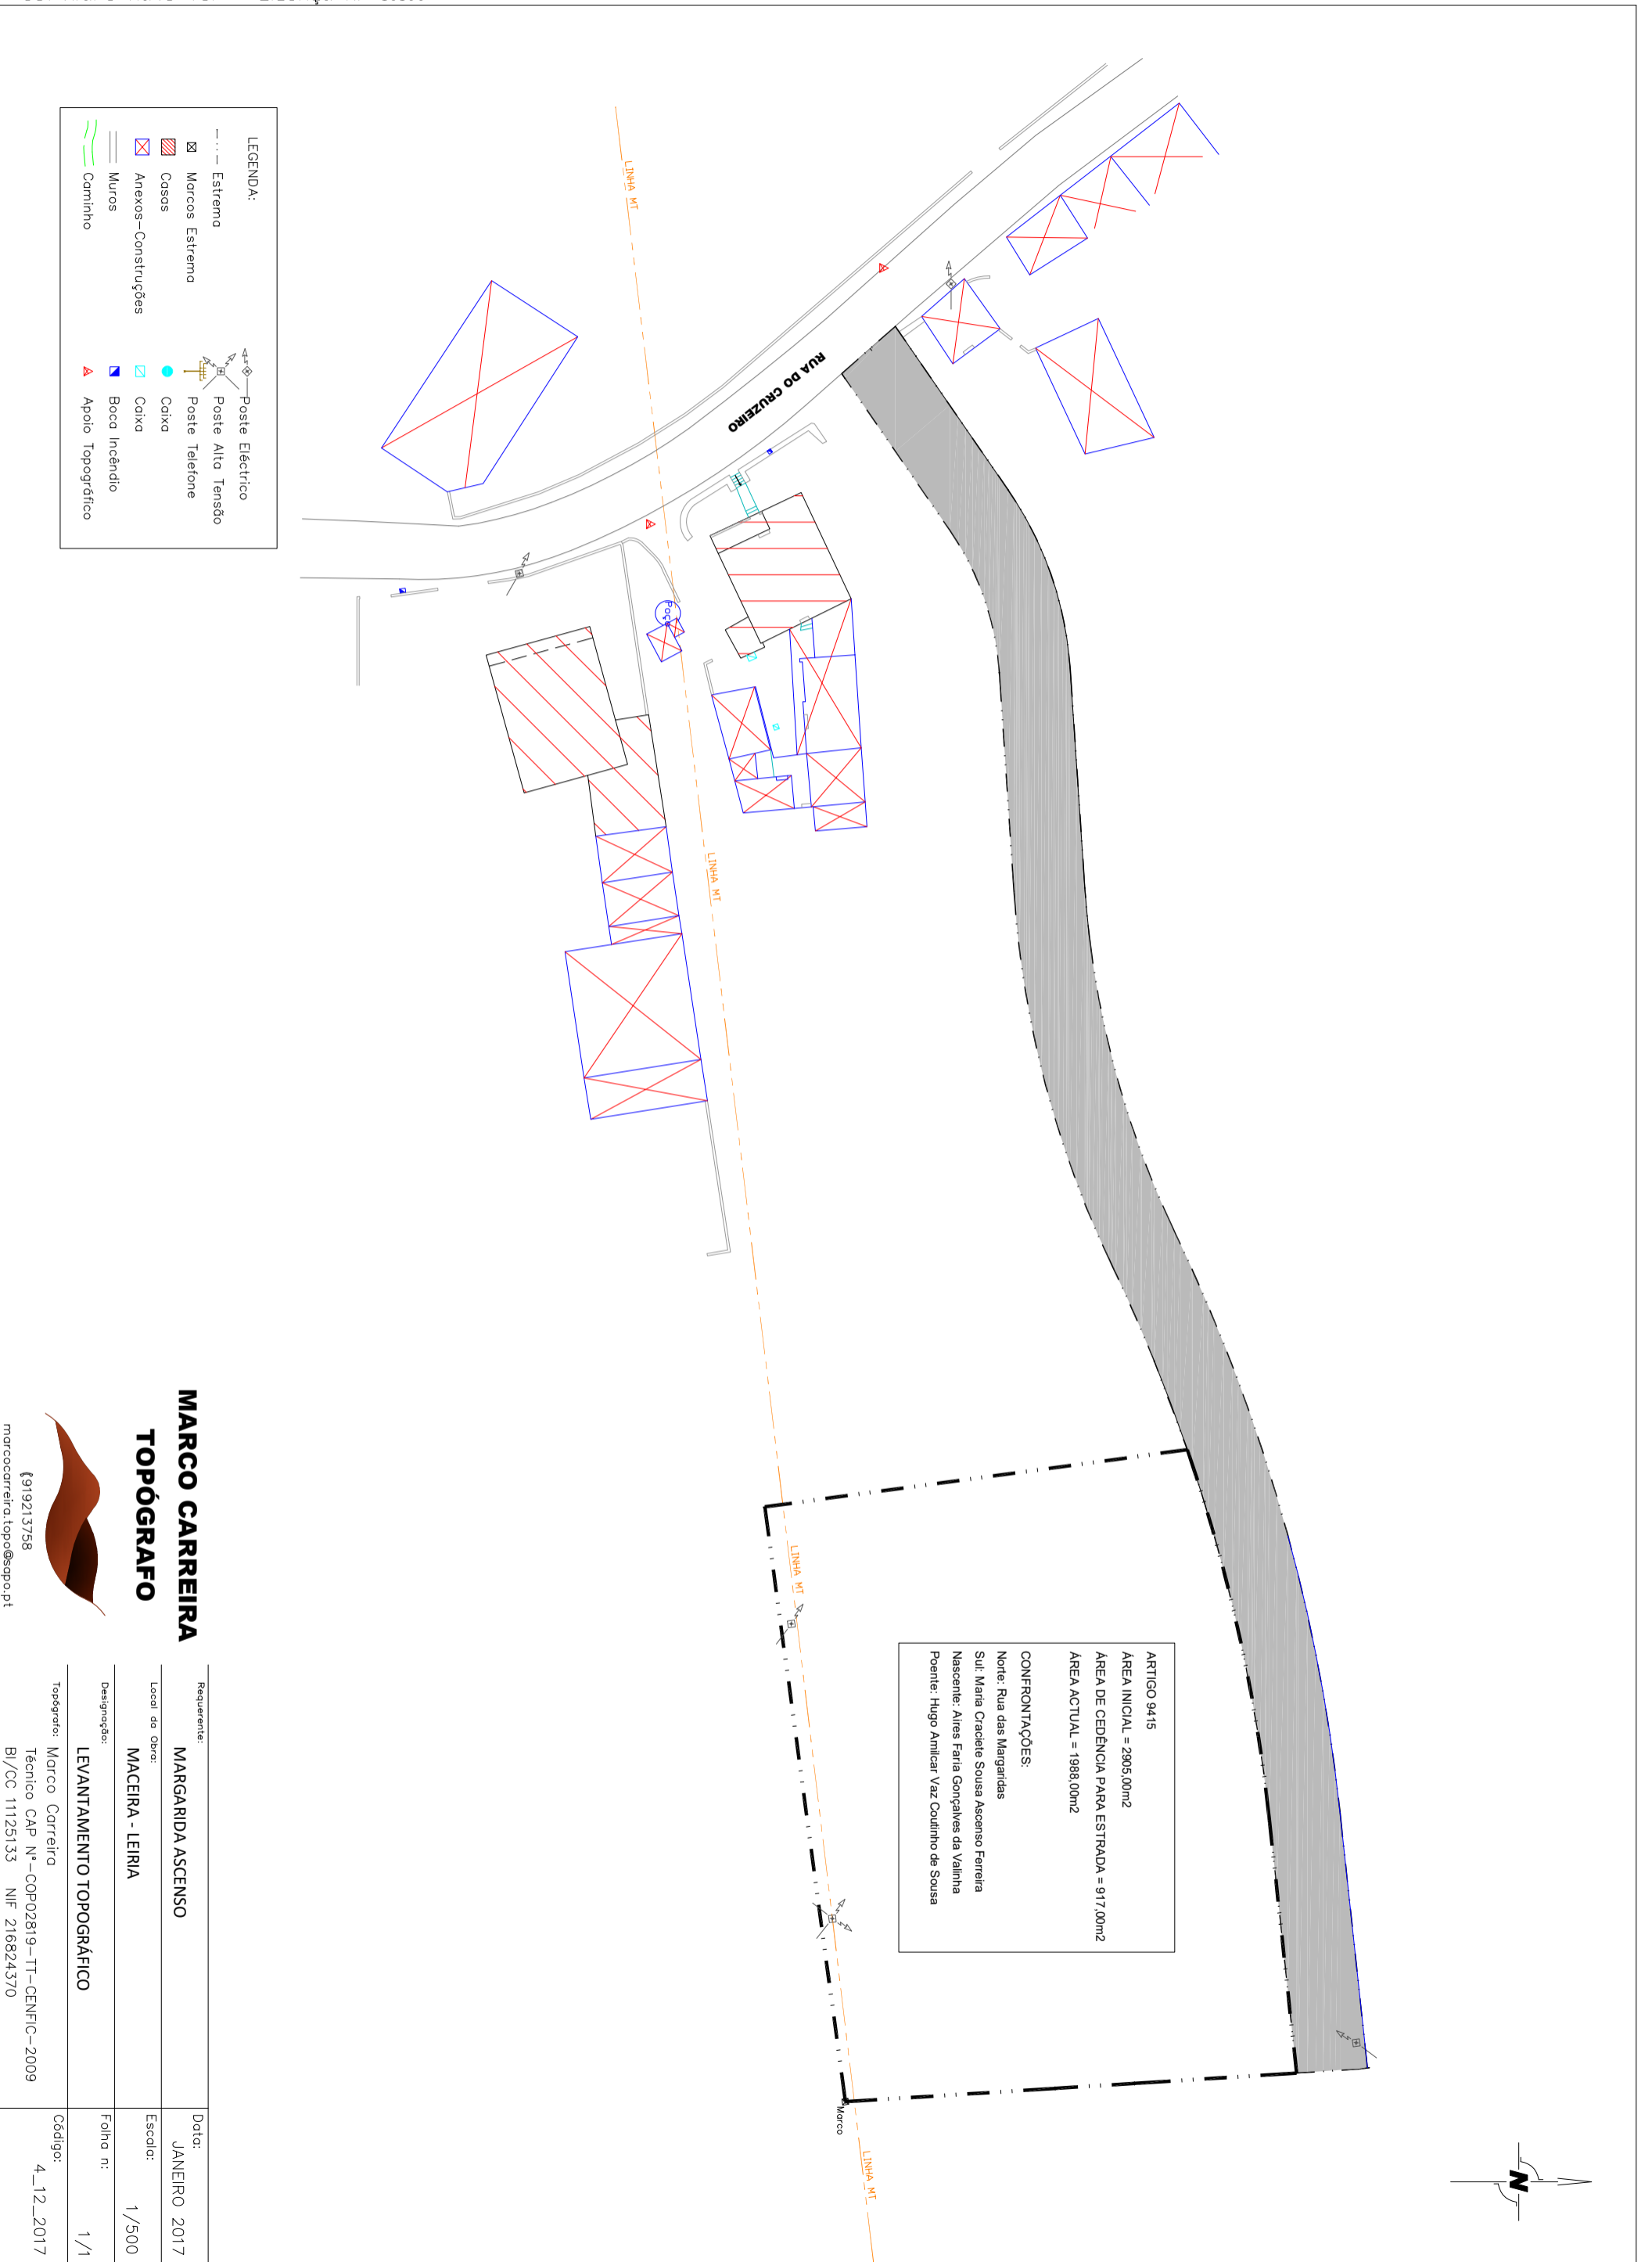 LEGENDA:
Estrema
Marcos Estrema
Casas
Anexos-Construções
Muros
Caminho
Poste Eléctrico
Poste Alta Tensão
Poste Telefone
Caixa
Caixa
Boca Incêndio
Apoio Topográfico
LINHA MT
RUA DO CRUZEIRO
Poço
LINHA MT
LINHA MT
LINHA MT
Marco
ARTIGO 9415
ÁREA INICIAL = 2905,00m2
ÁREA DE CEDÊNCIA PARA ESTRADA = 917,00m2
ÁREA ACTUAL = 1988,00m2
CONFRONTAÇÕES:
Norte: Rua das Margaridas
Sul: Maria Craciete Sousa Ascenso Ferreira
Nascente: Aires Faria Gonçalves da Valinha
Poente: Hugo Amilcar Vaz Coutinho de Sousa
N
MARCO CARREIRA
TOPÓGRAFO
919213758
marcocarreira.topo@sapo.pt
Requerente:
MARGARIDA ASCENSO
Local da Obra:
MACEIRA - LEIRIA
Designação:
LEVANTAMENTO TOPOGRÁFICO
Topógrafo: Marco Carreira
Técnico CAP Nº-COP02819-TT-CENFIC-2009
BI/CC 11125133 NIF 216824370
Data:
JANEIRO 2017
Escala:
1/500
Folha n:
1/1
Código:
4_12_2017